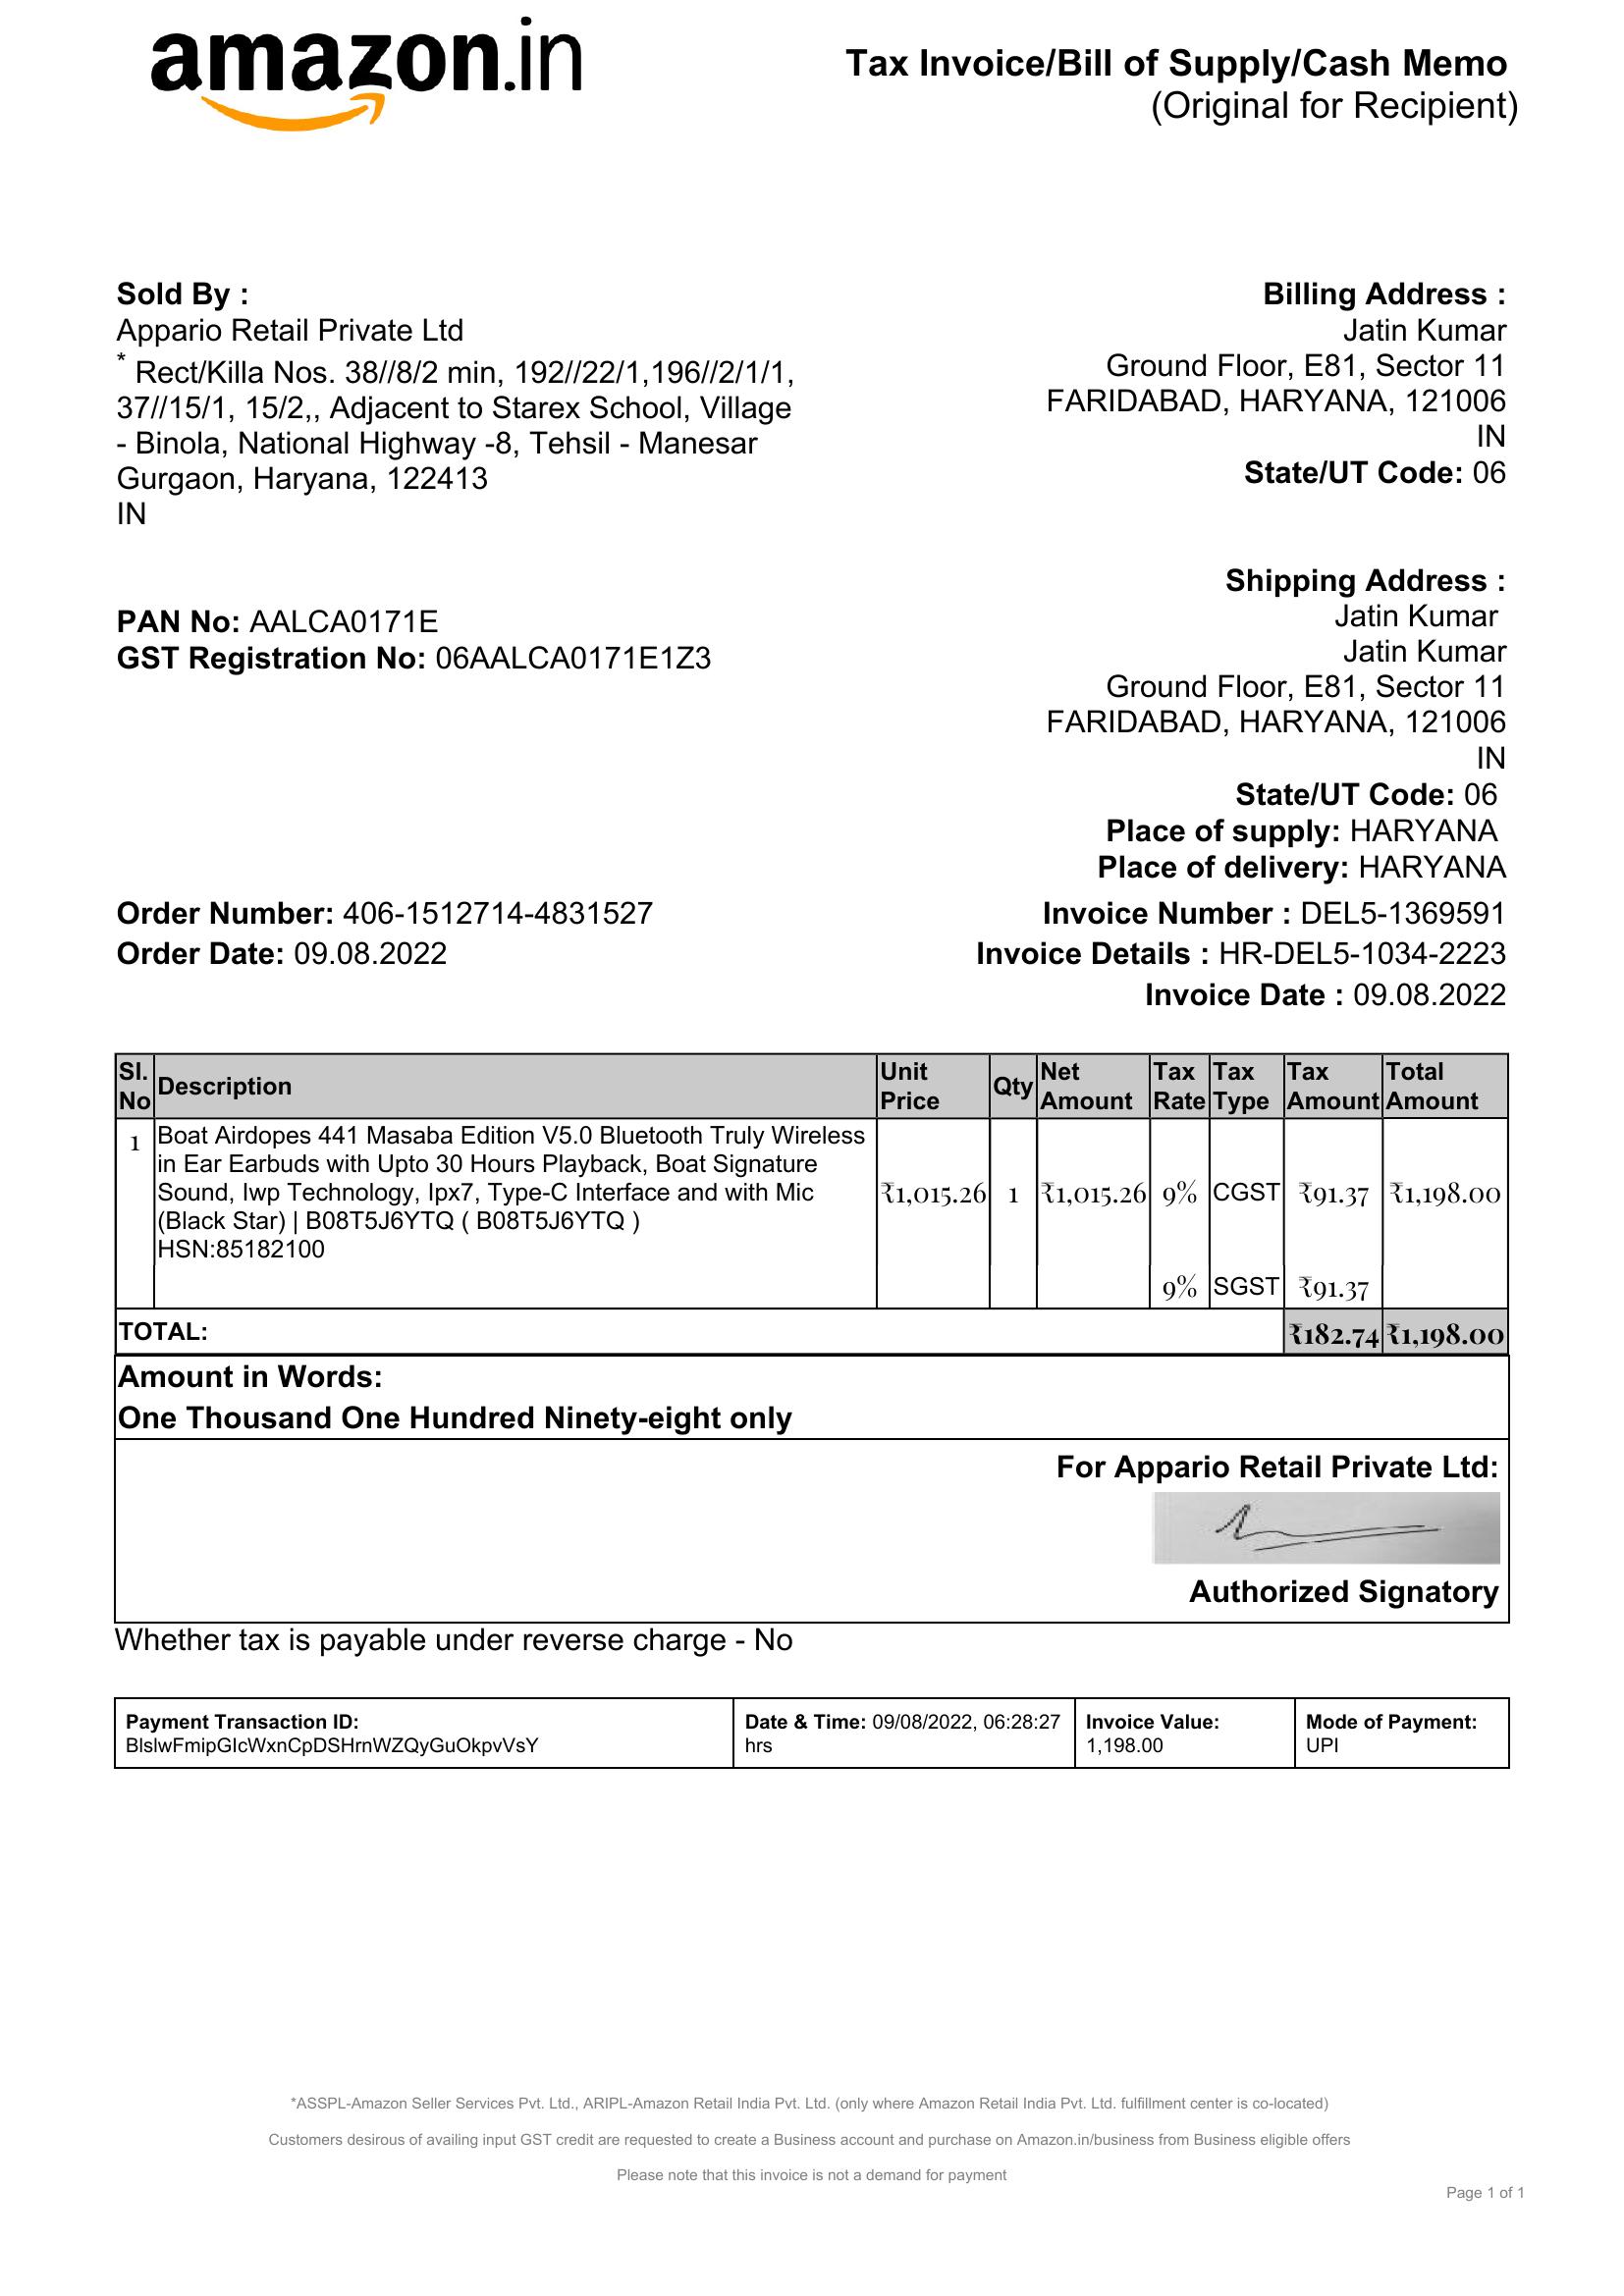 amazon.in
Tax Invoice/Bill of Supply/Cash Memo
(Original for Recipient)
Sold By :
Appario Retail Private Ltd
* Rect/Killa Nos. 38//8/2 min, 192//22/1,196//2/1/1,
37//15/1, 15/2,, Adjacent to Starex School, Village
- Binola, National Highway -8, Tehsil - Manesar
Gurgaon, Haryana, 122413
IN
PAN No: AALCA0171E
GST Registration No: 06AALCA0171E1Z3
Billing Address :
Jatin Kumar
Ground Floor, E81, Sector 11
FARIDABAD, HARYANA, 121006
IN
State/UT Code: 06
Shipping Address :
Jatin Kumar
Jatin Kumar
Ground Floor, E81, Sector 11
FARIDABAD, HARYANA, 121006
IN
State/UT Code: 06
Place of supply: HARYANA
Place of delivery: HARYANA
Order Number: 406-1512714-4831527
Order Date: 09.08.2022
Invoice Number : DEL5-1369591
Invoice Details : HR-DEL5-1034-2223
Invoice Date : 09.08.2022
Sl. No Description Unit Price Qty Net Amount Tax Rate Tax Type Tax Amount Total Amount
1 Boat Airdopes 441 Masaba Edition V5.0 Bluetooth Truly Wireless
in Ear Earbuds with Upto 30 Hours Playback, Boat Signature
Sound, Iwp Technology, Ipx7, Type-C Interface and with Mic
(Black Star) | B08T5J6YTQ ( B08T5J6YTQ )
HSN:85182100
₹1,015.26 1 ₹1,015.26 9% CGST ₹91.37 ₹1,198.00
9% SGST ₹91.37
TOTAL: ₹182.74 ₹1,198.00
Amount in Words:
One Thousand One Hundred Ninety-eight only
For Appario Retail Private Ltd:
Authorized Signatory
Whether tax is payable under reverse charge - No
Payment Transaction ID:
BlslwFmipGIcWxnCpDSHrnWZQyGuOkpvVsY
Date & Time: 09/08/2022, 06:28:27
hrs
Invoice Value:
1,198.00
Mode of Payment:
UPI
*ASSPL-Amazon Seller Services Pvt. Ltd., ARIPL-Amazon Retail India Pvt. Ltd. (only where Amazon Retail India Pvt. Ltd. fulfillment center is co-located)
Customers desirous of availing input GST credit are requested to create a Business account and purchase on Amazon.in/business from Business eligible offers
Please note that this invoice is not a demand for payment
Page 1 of 1